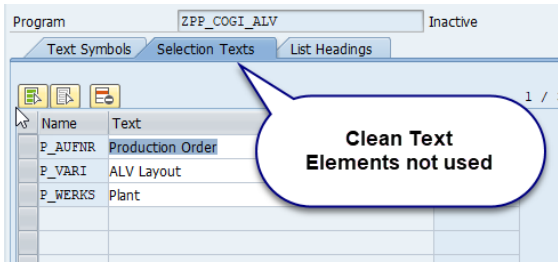 Program ZPP_COGI_ALV Inactive
Text Symbols Selection Texts List Headings
1 /
Name Text
P_AUFNR Production Order
P_VARI ALV Layout
P_WERKS Plant
Clean Text
Elements not used